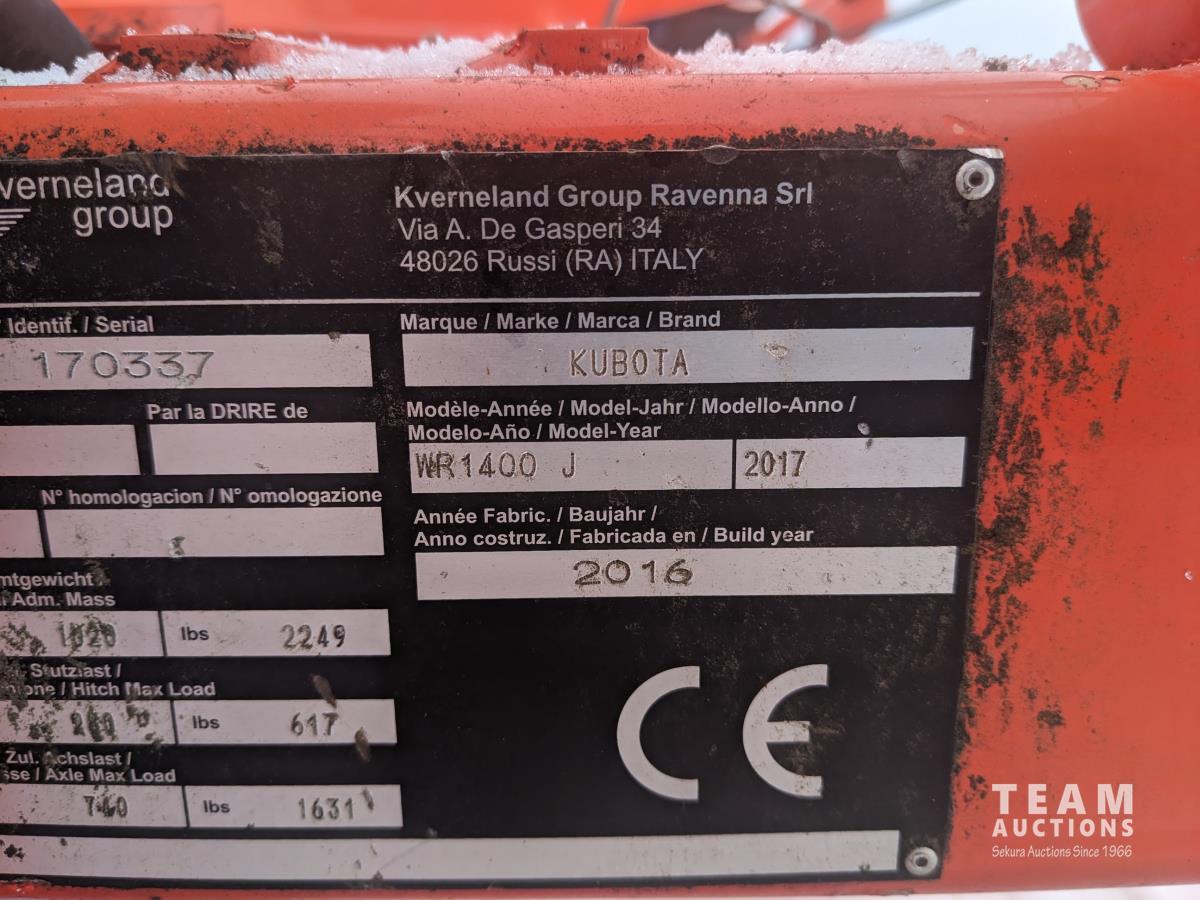 verneland
group
Kverneland Group Ravenna Srl
Via A. De Gasperi 34
48026 Russi (RA) ITALY
Identif. / Serial
170337
Marque / Marke / Marca / Brand
KUBOTA
Par la DRIRE de
Modèle-Année / Model-Jahr / Modello-Anno /
Modelo-Año / Model-Year
WR1400 J 2017
N° homologacion / N° omologazione
Année Fabric. / Baujahr /
Anno costruz. / Fabricada en / Build year
2016
mtgewicht
Adm. Mass
1020 lbs 2249
Stutzlast /
/ Hitch Max Load
280 lbs 617
Zul. Achslast /
sse / Axle Max Load
740 lbs 1631
CE
TEAM
AUCTIONS
Sekura Auctions Since 1966